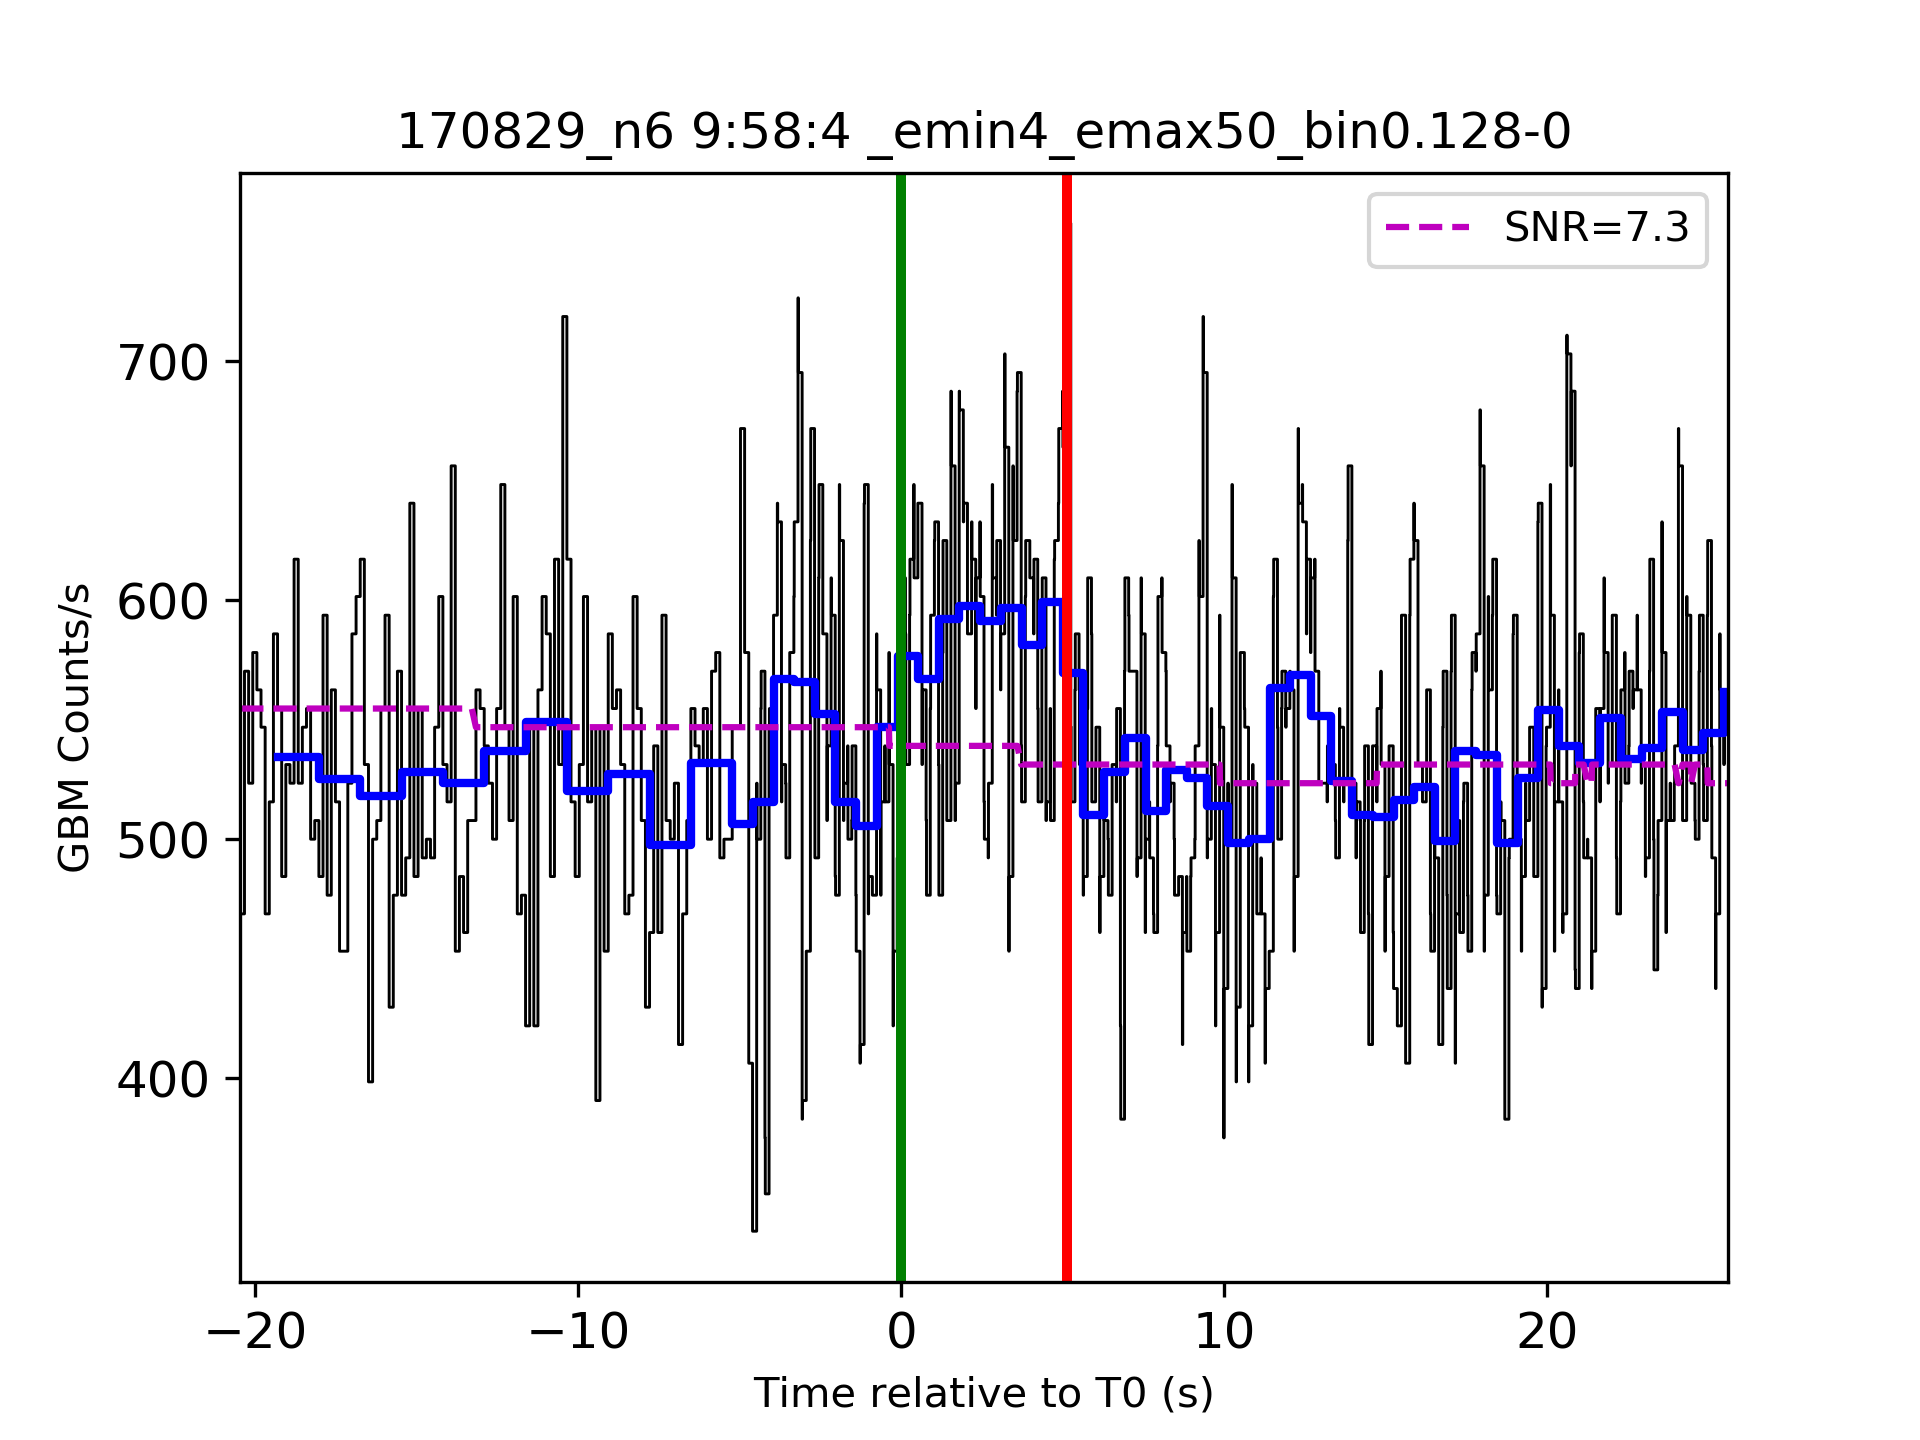 170829_n6 9:58:4 _emin4_emax50_bin0.128-0
SNR=7.3
GBM Counts/s
700
600
500
400
−20
−10
0
10
20
Time relative to T0 (s)